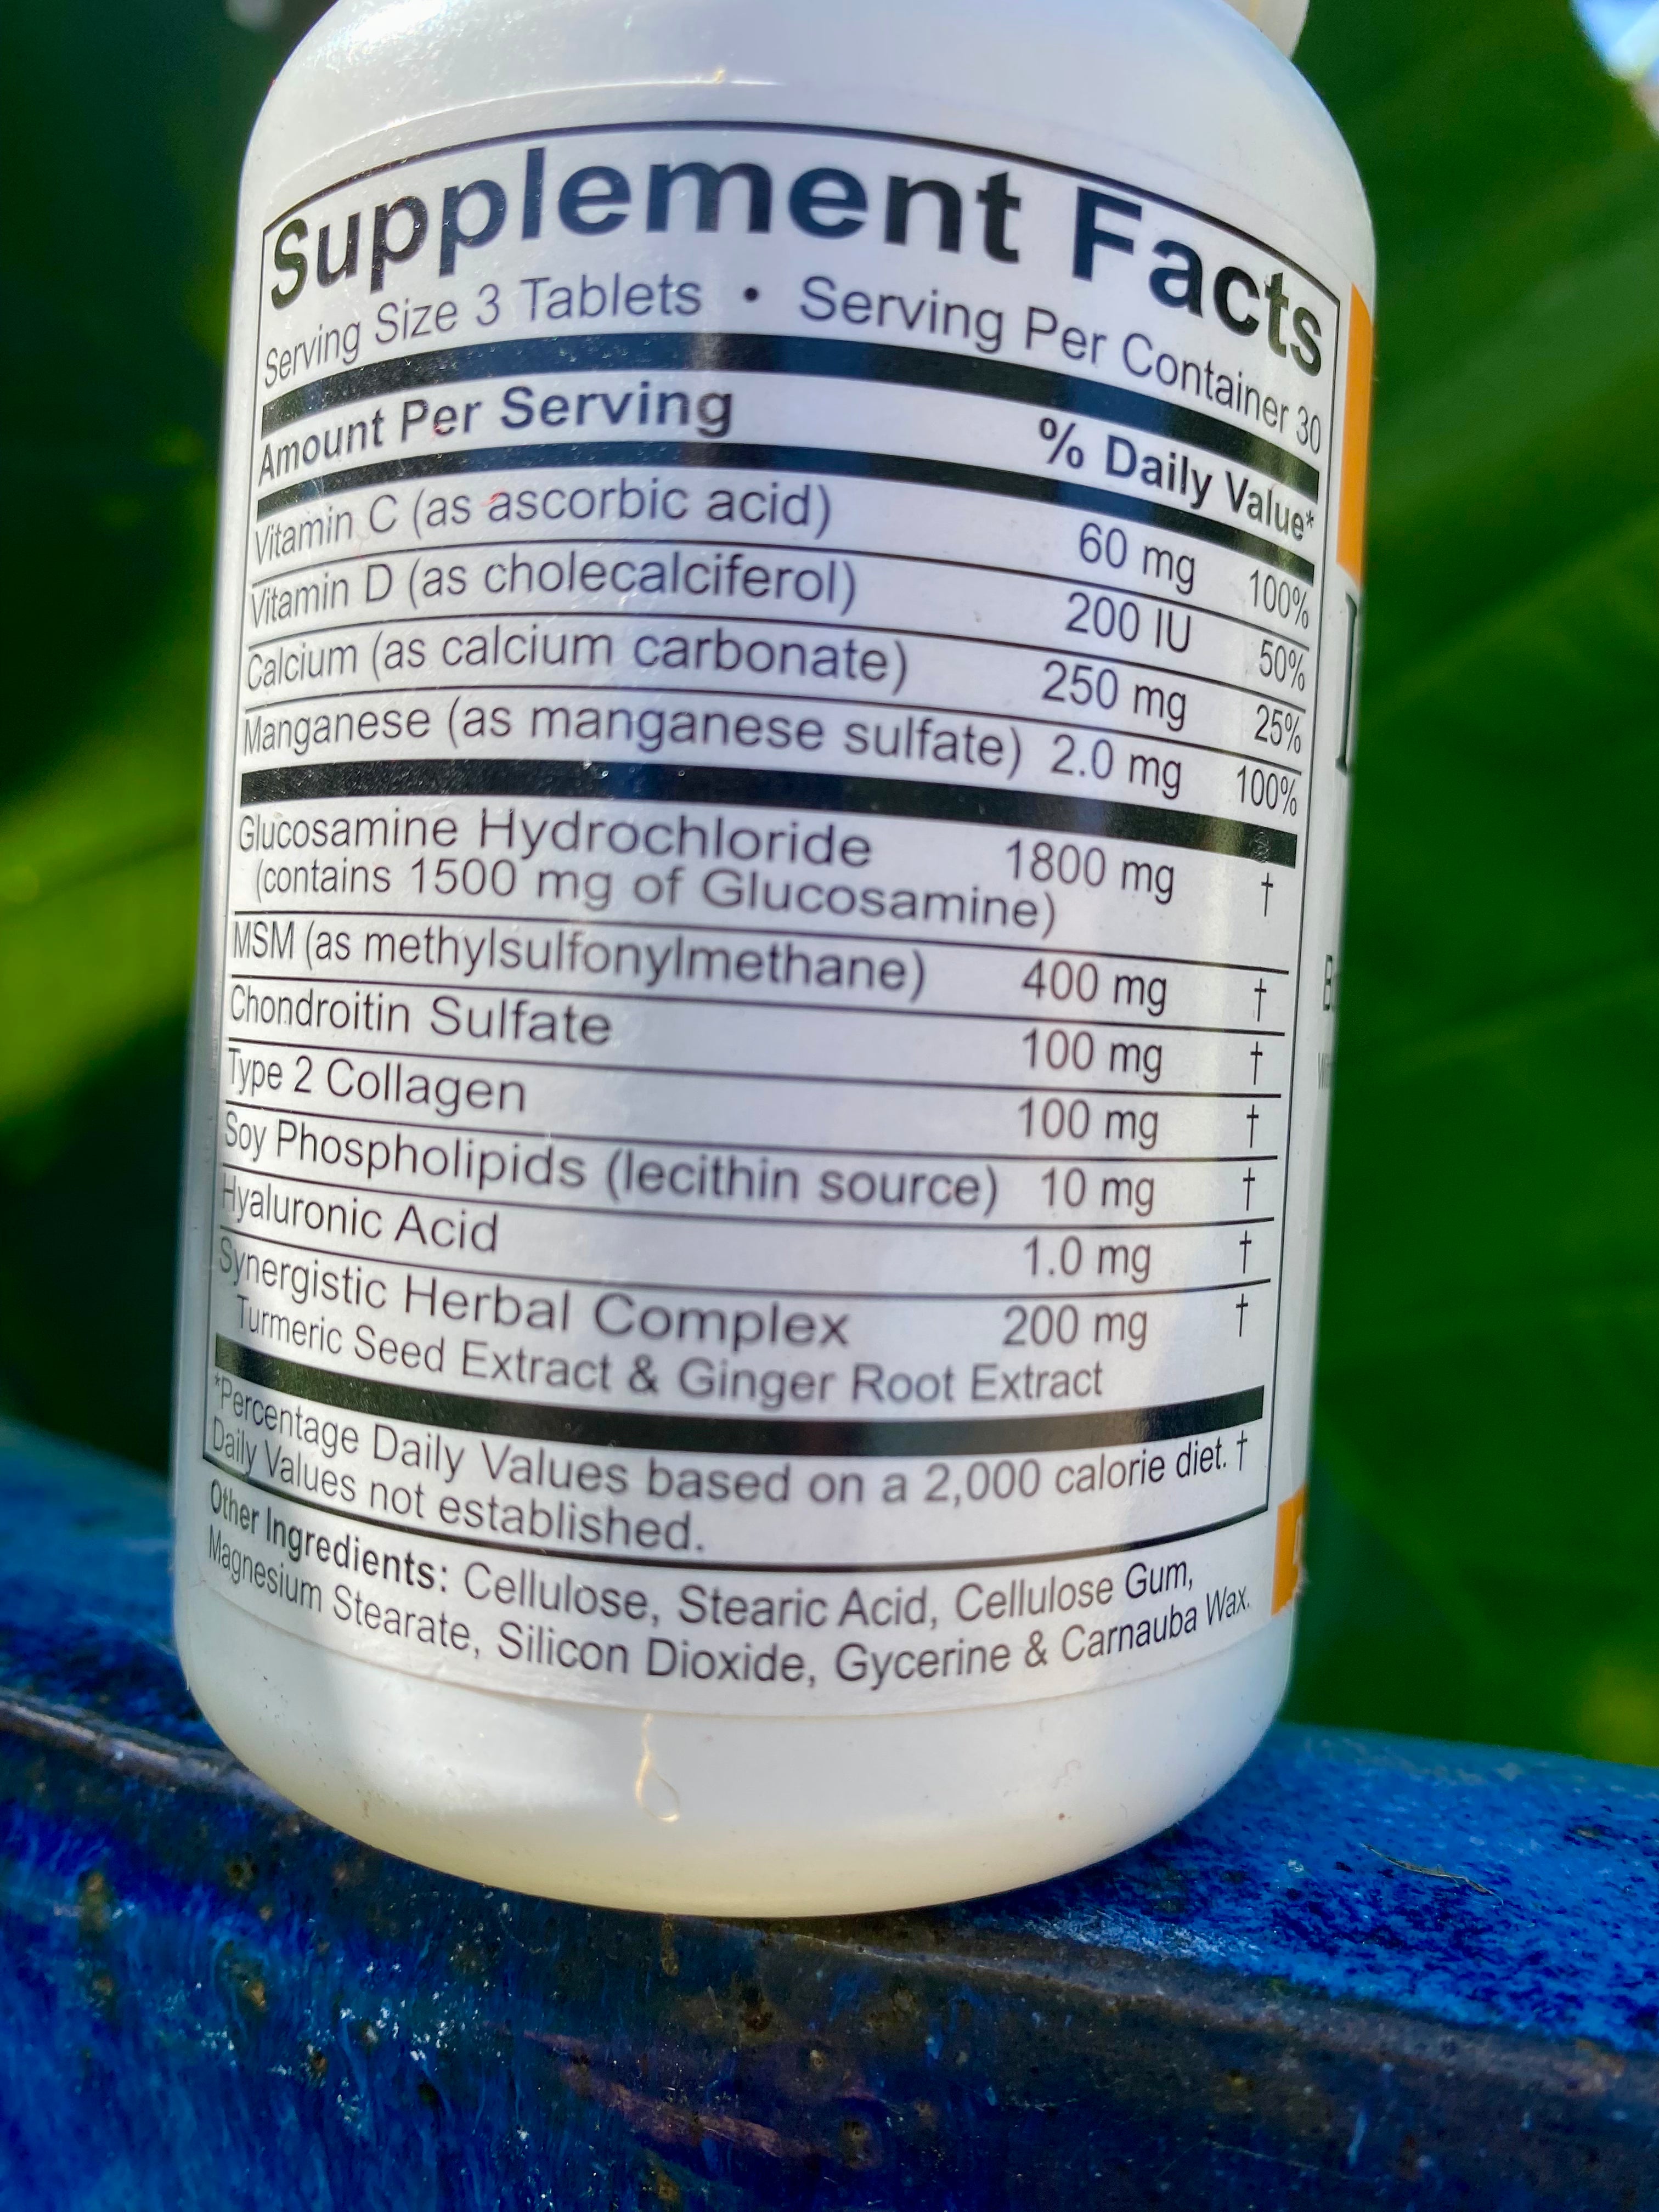 Supplement Facts
Serving Size 3 Tablets • Serving Per Container 30
Amount Per Serving % Daily Value*
Vitamin C (as ascorbic acid) 60 mg 100%
Vitamin D (as cholecalciferol) 200 IU 50%
Calcium (as calcium carbonate) 250 mg 25%
Manganese (as manganese sulfate) 2.0 mg 100%
Glucosamine Hydrochloride 1800 mg †
(contains 1500 mg of Glucosamine)
MSM (as methylsulfonylmethane) 400 mg †
Chondroitin Sulfate 100 mg †
Type 2 Collagen 100 mg †
Soy Phospholipids (lecithin source) 10 mg †
Hyaluronic Acid 1.0 mg †
Synergistic Herbal Complex 200 mg †
Turmeric Seed Extract & Ginger Root Extract
*Percentage Daily Values based on a 2,000 calorie diet. †
Daily Values not established.
Other Ingredients: Cellulose, Stearic Acid, Cellulose Gum,
Magnesium Stearate, Silicon Dioxide, Gycerine & Carnauba Wax.